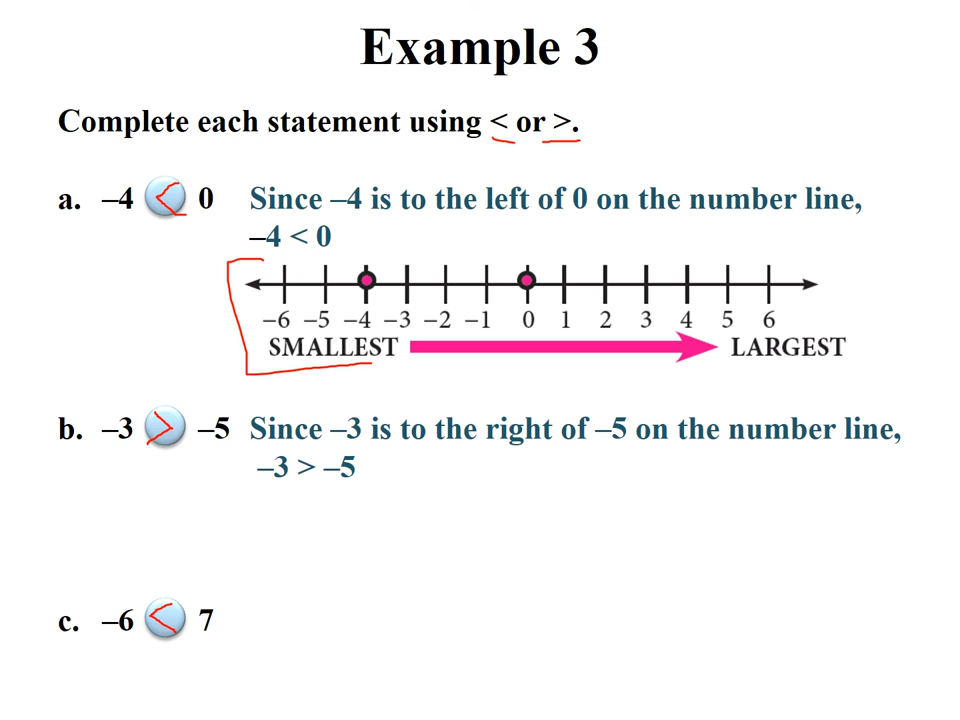 Example 3
Complete each statement using < or >.
a. –4 < 0 Since –4 is to the left of 0 on the number line,
–4 < 0
–6 –5 –4 –3 –2 –1 0 1 2 3 4 5 6
SMALLEST LARGEST
b. –3 > –5 Since –3 is to the right of –5 on the number line,
–3 > –5
c. –6 < 7